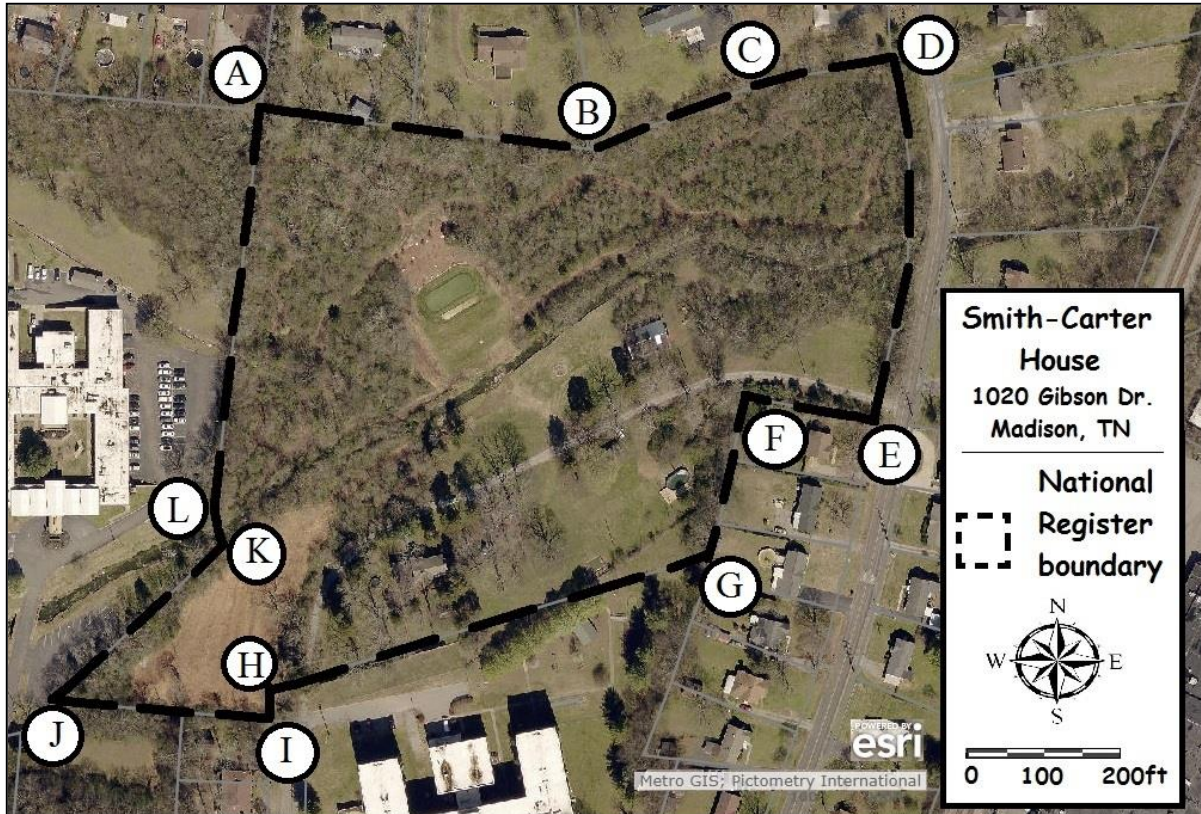 A
B
C
D
E
F
G
H
I
J
K
L
Smith-Carter
House
1020 Gibson Dr.
Madison, TN
National
Register
boundary
N
W E
S
0 100 200ft
POWERED BY
esri
Metro GIS; Pictometry International